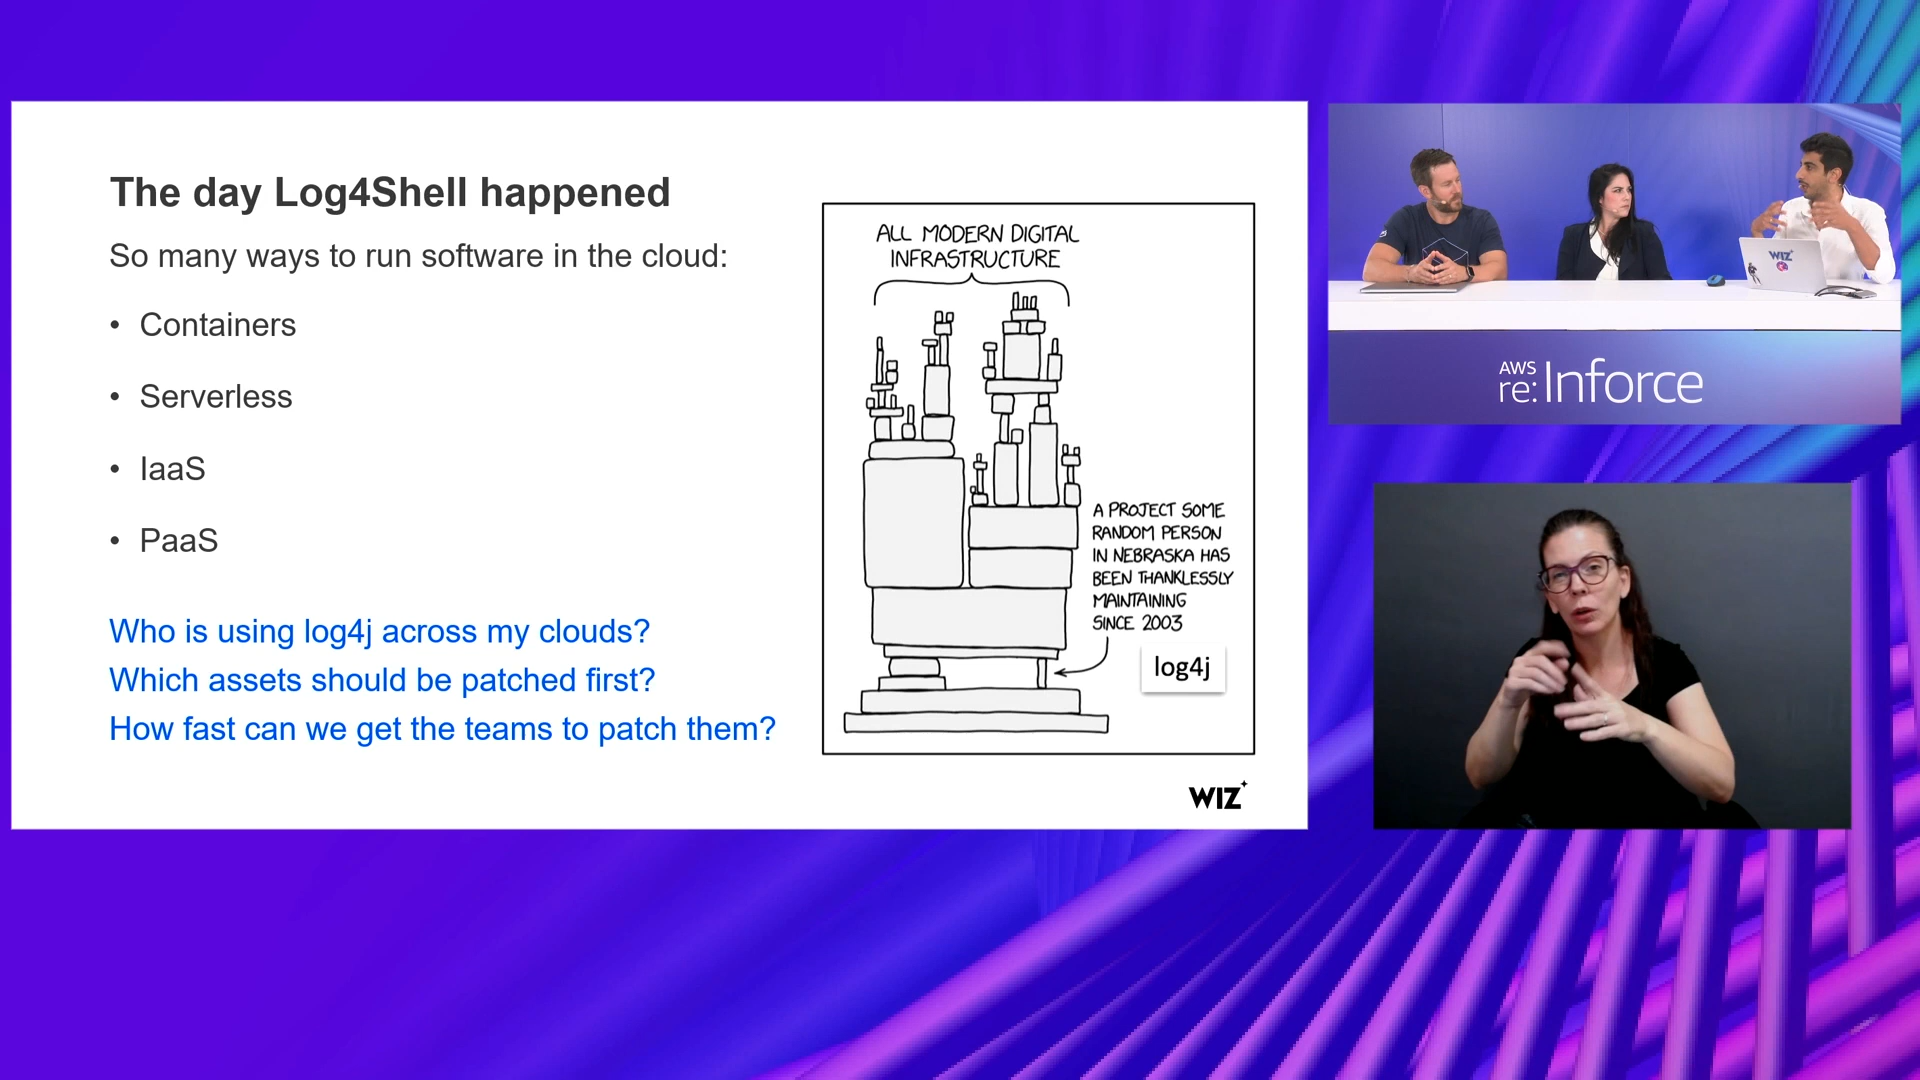 The day Log4Shell happened
So many ways to run software in the cloud:
• Containers
• Serverless
• IaaS
• PaaS
Who is using log4j across my clouds?
Which assets should be patched first?
How fast can we get the teams to patch them?
ALL MODERN DIGITAL
INFRASTRUCTURE
A PROJECT SOME
RANDOM PERSON
IN NEBRASKA HAS
BEEN THANKLESSLY
MAINTAINING
SINCE 2003
log4j
WIZ
WIZ
AWS
re:Inforce